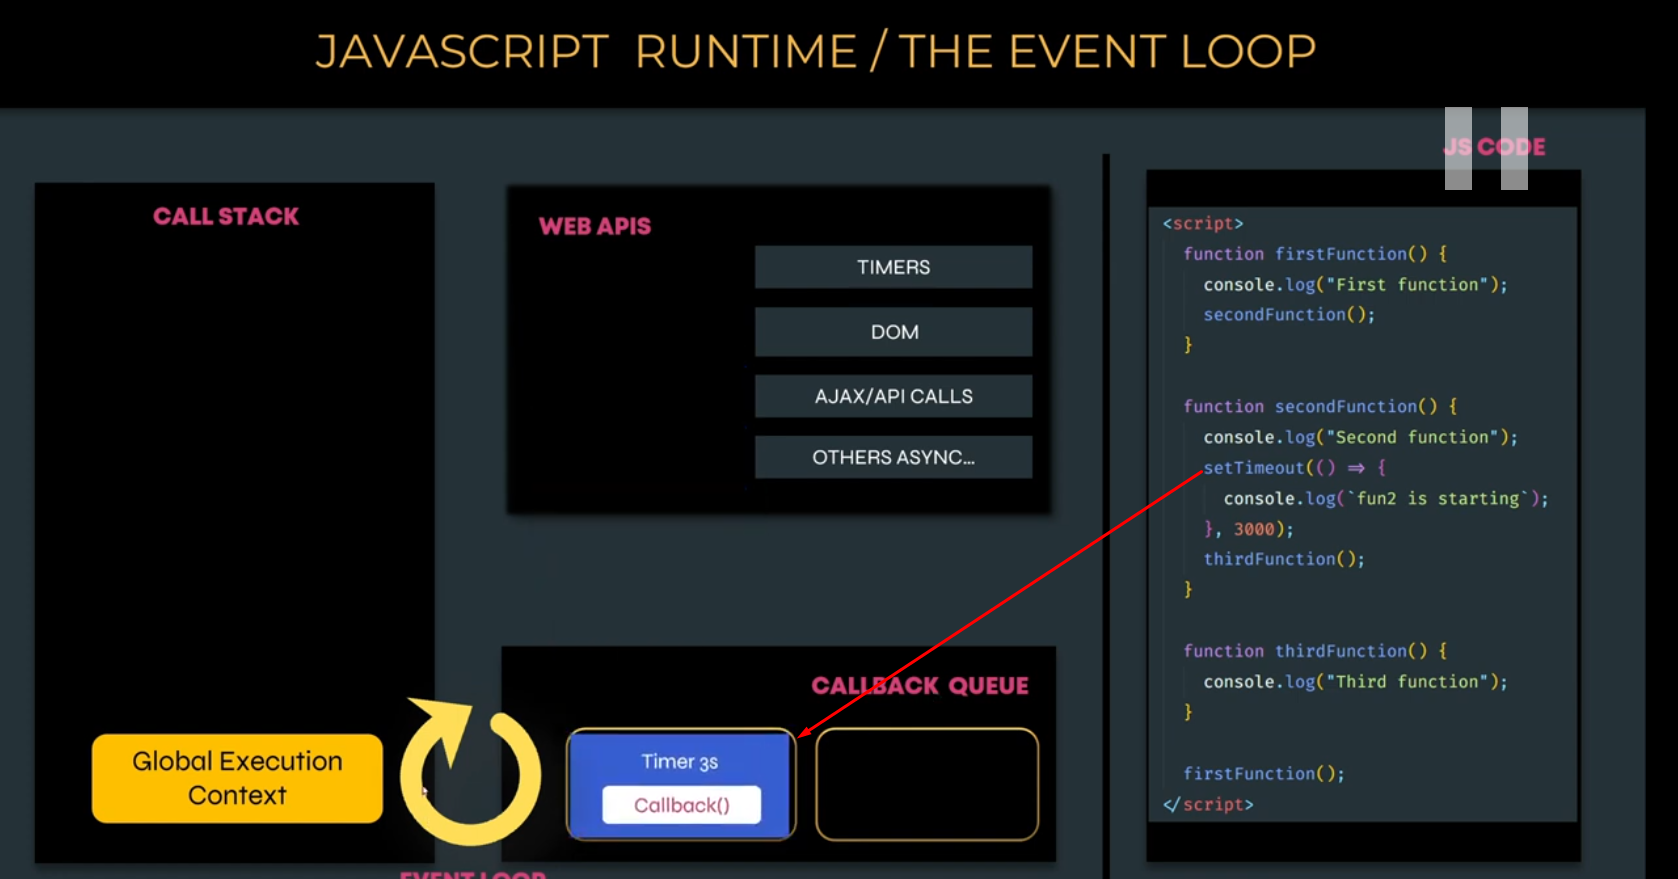 JAVASCRIPT RUNTIME / THE EVENT LOOP
CALL STACK
Global Execution
Context
WEB APIS
TIMERS
DOM
AJAX/API CALLS
OTHERS ASYNC...
CALLBACK QUEUE
Timer 3s
Callback()
EVENT LOOP
JS CODE
<script>
function firstFunction() {
console.log("First function");
secondFunction();
}
function secondFunction() {
console.log("Second function");
setTimeout(() => {
console.log(`fun2 is starting`);
}, 3000);
thirdFunction();
}
function thirdFunction() {
console.log("Third function");
}
firstFunction();
</script>